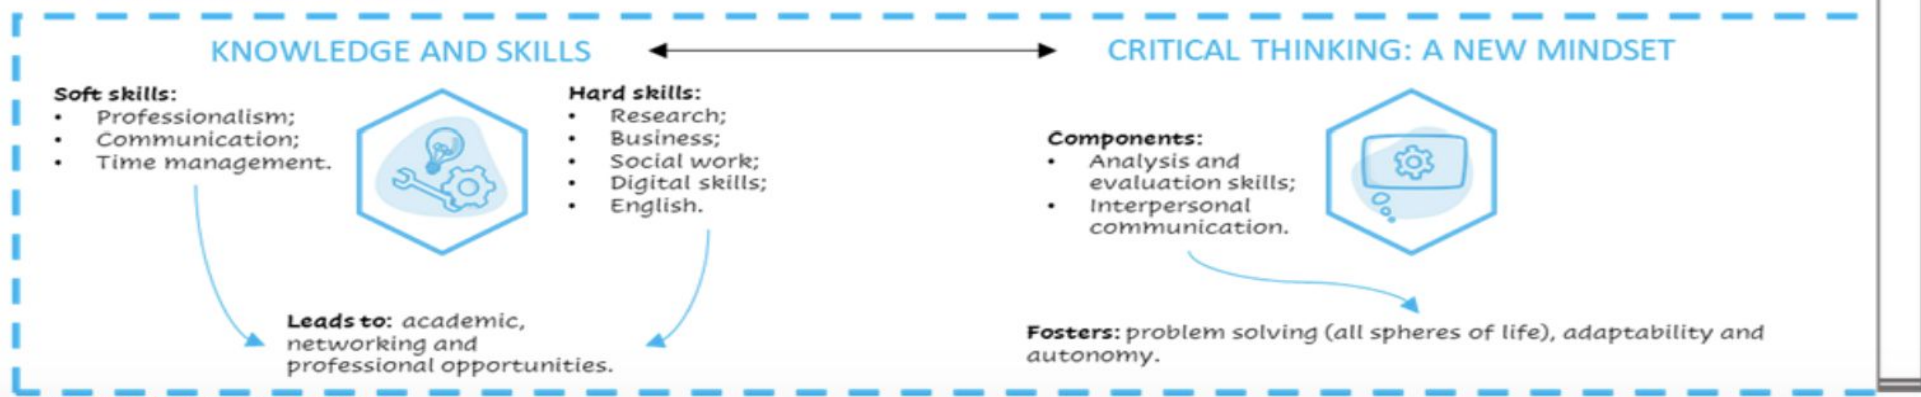 KNOWLEDGE AND SKILLS
Soft skills:
• Professionalism;
• Communication;
• Time management.
Hard skills:
• Research;
• Business;
• Social work;
• Digital skills;
• English.
Leads to: academic,
networking and
professional opportunities.
CRITICAL THINKING: A NEW MINDSET
Components:
• Analysis and
evaluation skills;
• Interpersonal
communication.
Fosters: problem solving (all spheres of life), adaptability and
autonomy.